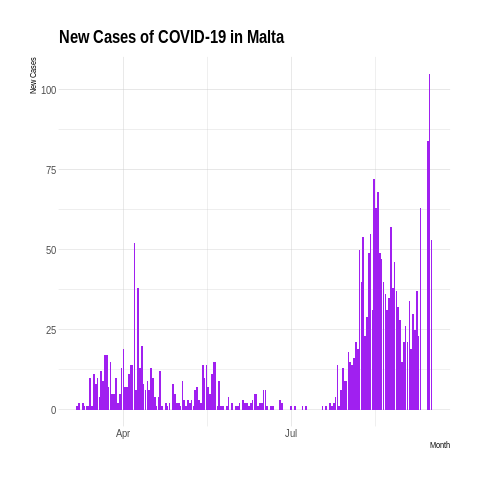 New Cases of COVID-19 in Malta
New Cases
100
75
50
25
0
Apr
Jul
Month